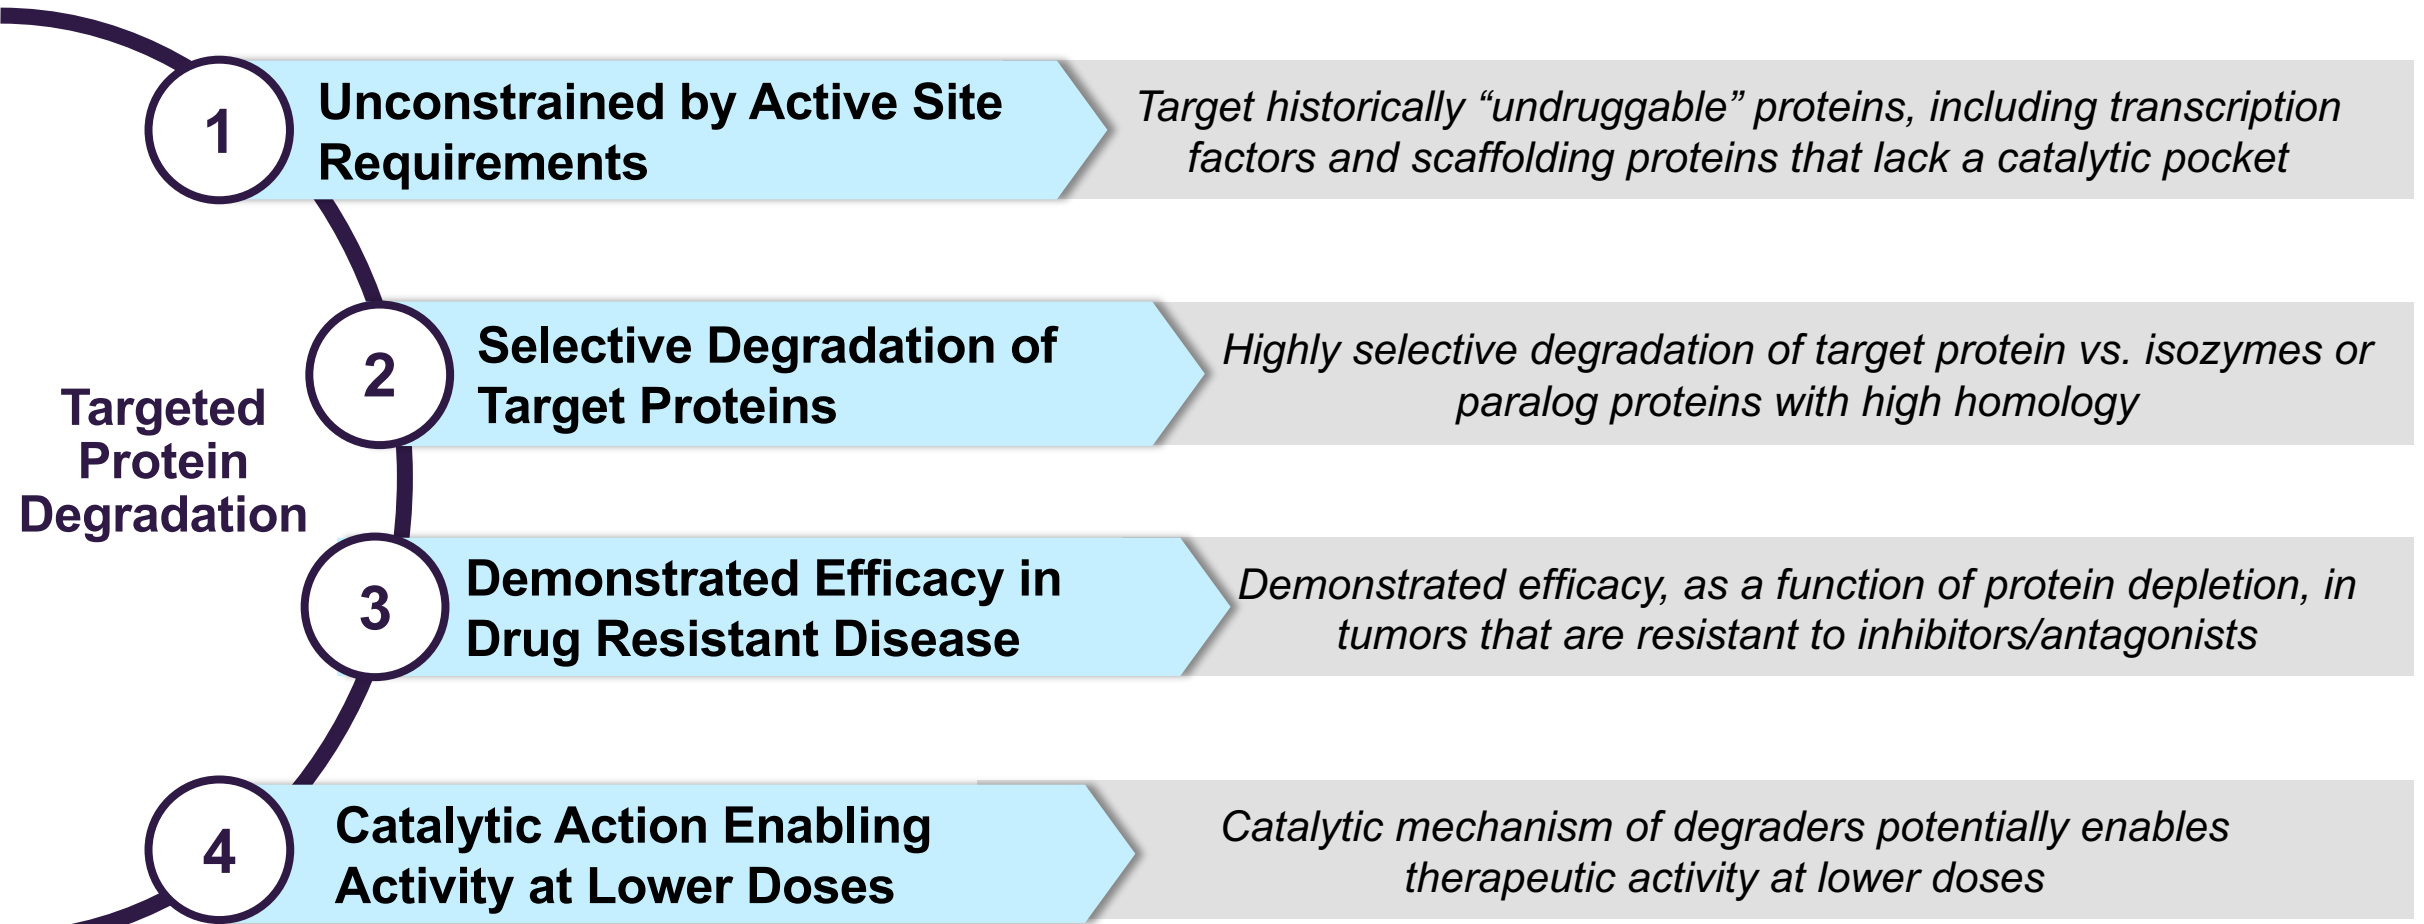 Targeted
Protein
Degradation
1
Unconstrained by Active Site
Requirements
Target historically “undruggable” proteins, including transcription
factors and scaffolding proteins that lack a catalytic pocket
2
Selective Degradation of
Target Proteins
Highly selective degradation of target protein vs. isozymes or
paralog proteins with high homology
3
Demonstrated Efficacy in
Drug Resistant Disease
Demonstrated efficacy, as a function of protein depletion, in
tumors that are resistant to inhibitors/antagonists
4
Catalytic Action Enabling
Activity at Lower Doses
Catalytic mechanism of degraders potentially enables
therapeutic activity at lower doses